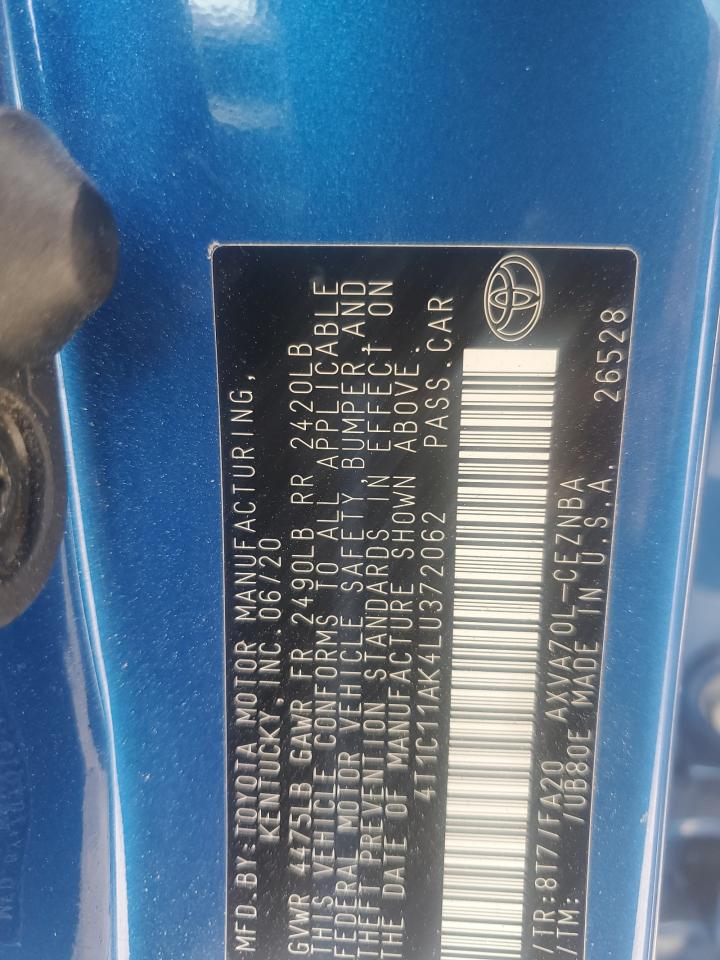 MFD.BY:TOYOTA MOTOR MANUFACTURING,
KENTUCKY, INC.06/20
GVWR 4475LB GAWR FR 2490LB RR 2420LB
THIS VEHICLE CONFORMS TO ALL APPLICABLE
FEDERAL MOTOR VEHICLE SAFETY, BUMPER, AND
THEFT PREVENTION STANDARDS IN EFFECT ON
THE DATE OF MANUFACTURE SHOWN ABOVE.
4T1C11AK4LU372062 PASS.CAR
/TR:8T7/FA20 AXVA70L-CEZNBA
/TM: /UB80E MADE IN U.S.A. 26528